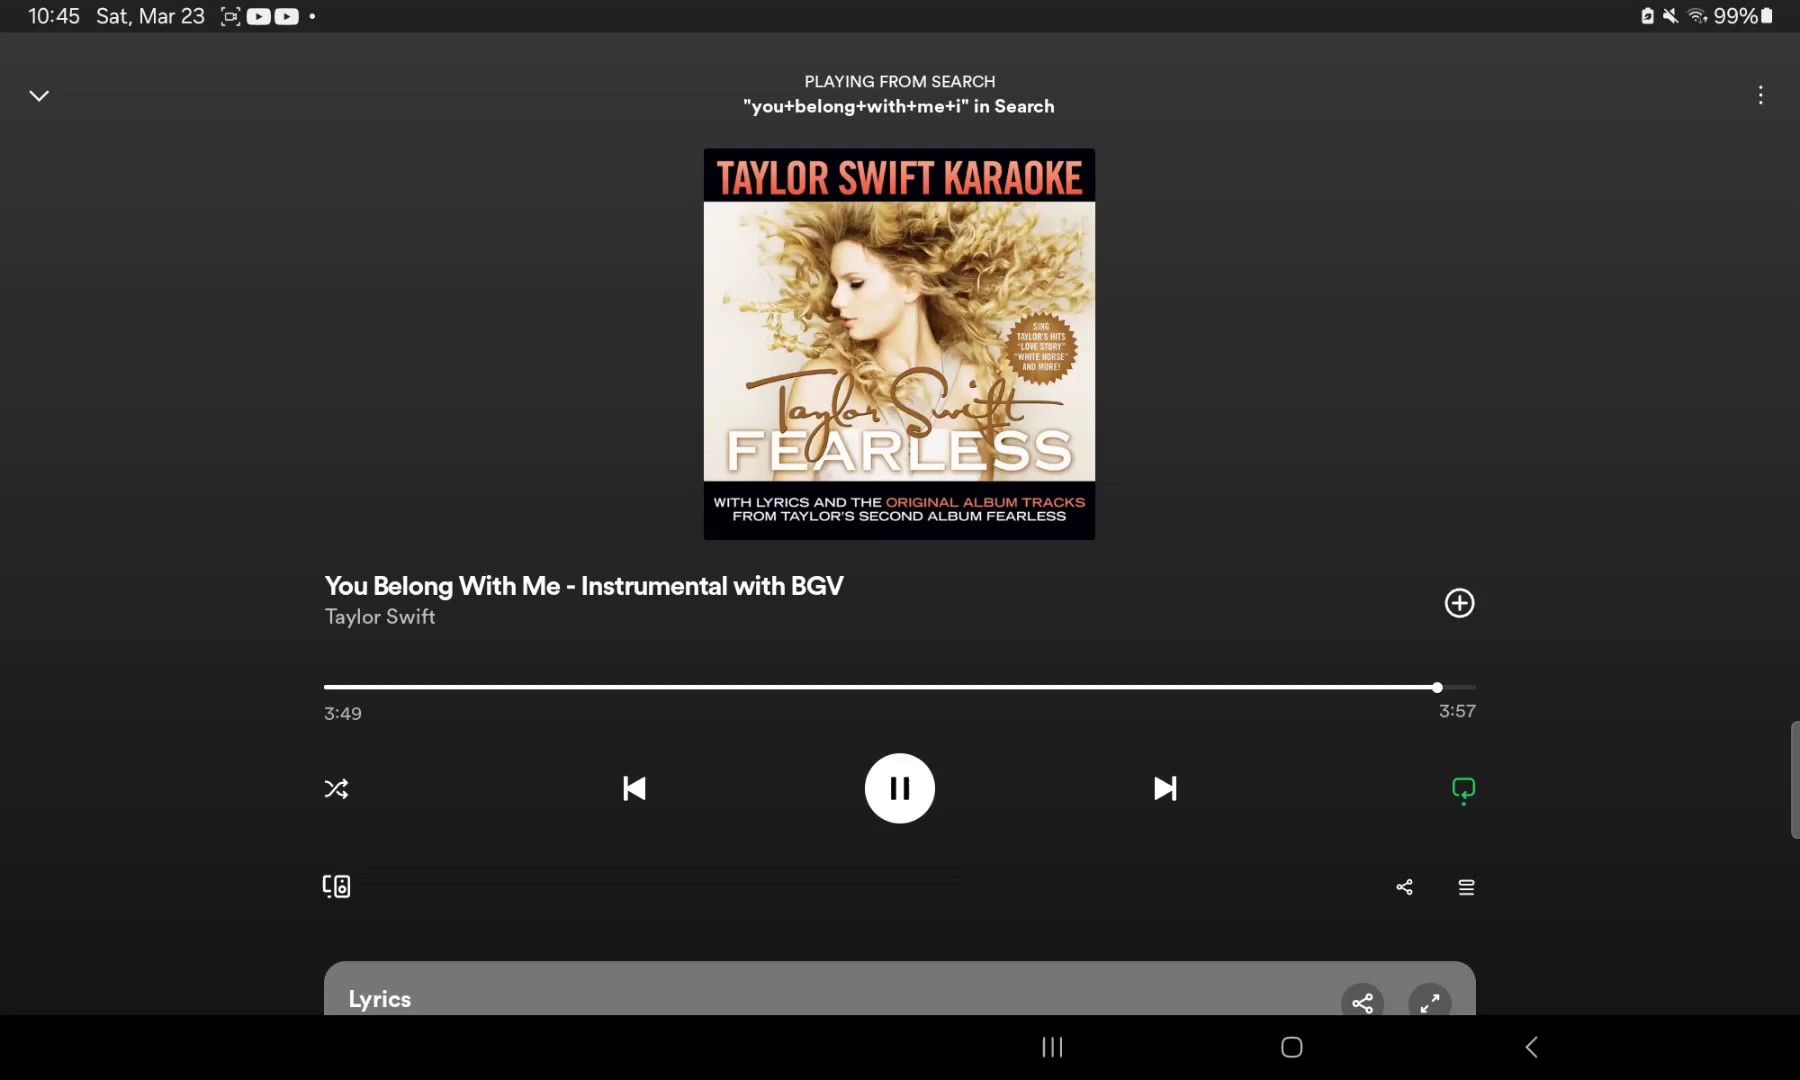 10:45 Sat, Mar 23
99%
PLAYING FROM SEARCH
"you+belong+with+me+i" in Search
TAYLOR SWIFT KARAOKE
SING
TAYLOR'S HITS
"LOVE STORY"
"WHITE HORSE"
AND MORE!
Taylor Swift
FEARLESS
WITH LYRICS AND THE ORIGINAL ALBUM TRACKS
FROM TAYLOR'S SECOND ALBUM FEARLESS
You Belong With Me - Instrumental with BGV
Taylor Swift
3:49
3:57
Lyrics